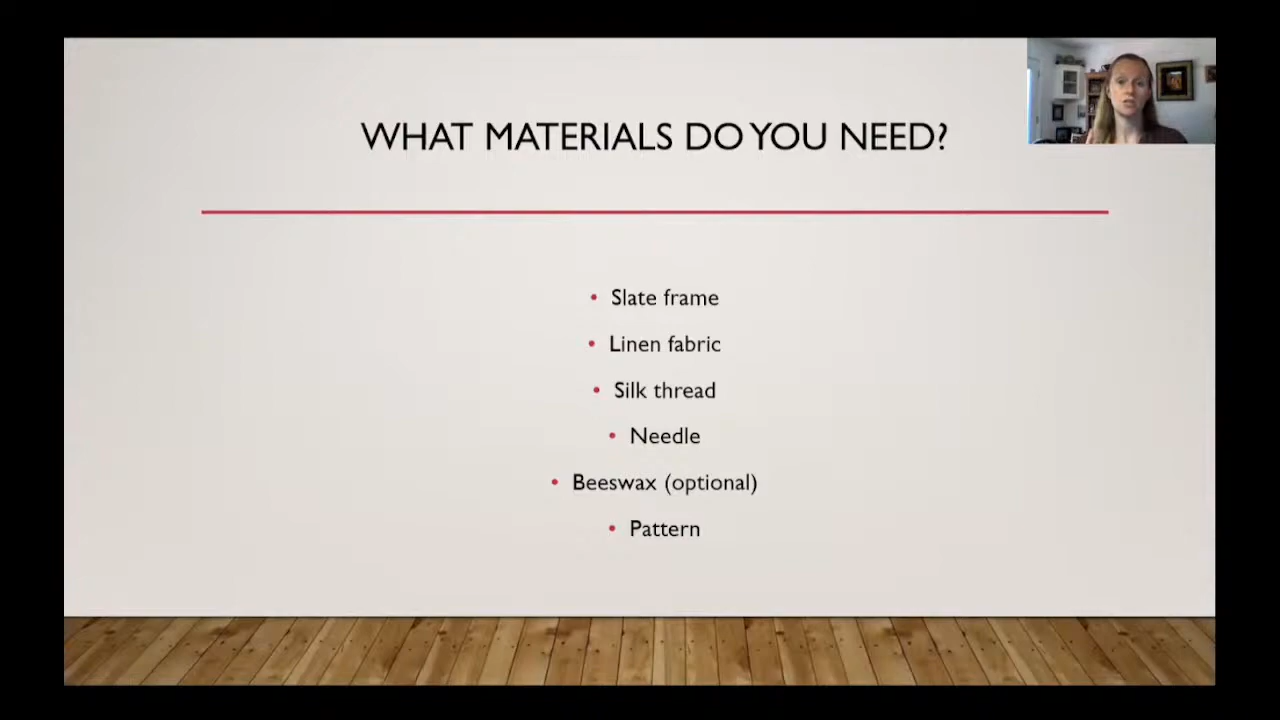 WHAT MATERIALS DO YOU NEED?
• Slate frame
• Linen fabric
• Silk thread
• Needle
• Beeswax (optional)
• Pattern